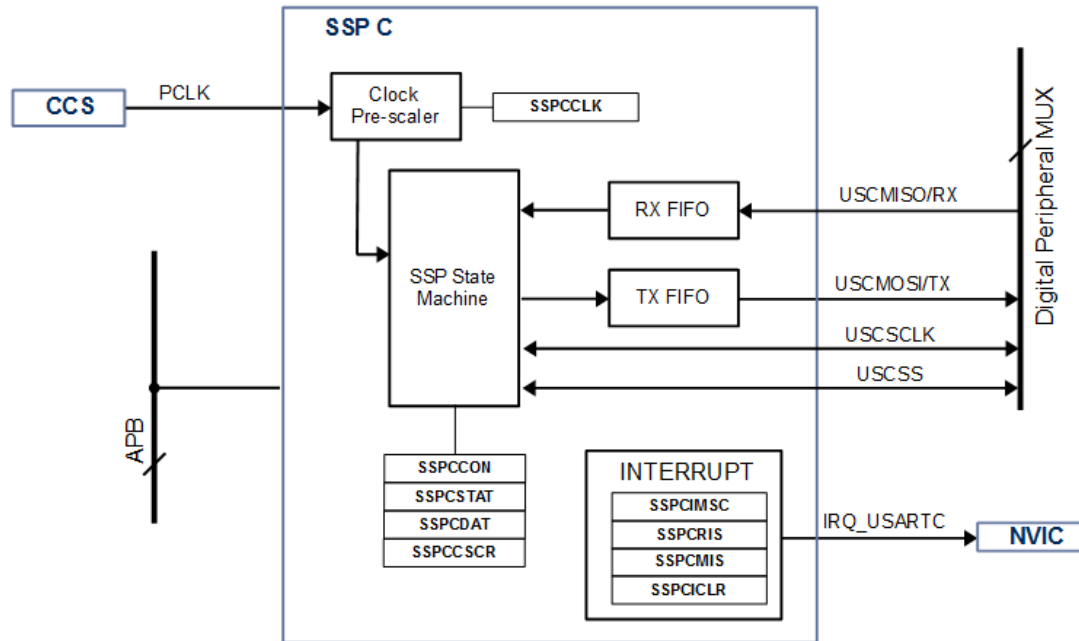 SSP C
CCS
PCLK
Clock
Pre-scaler
SSPCCLK
Digital Peripheral MUX
RX FIFO
USCMISO/RX
SSP State
Machine
TX FIFO
USCMOSI/TX
USCSCLK
USCSS
APB
SSPCCON
SSPCSTAT
SSPCDAT
SSPCCSCR
INTERRUPT
SSPCIMSC
SSPCRIS
SSPCMIS
SSPCICLR
IRQ_USARTC
NVIC